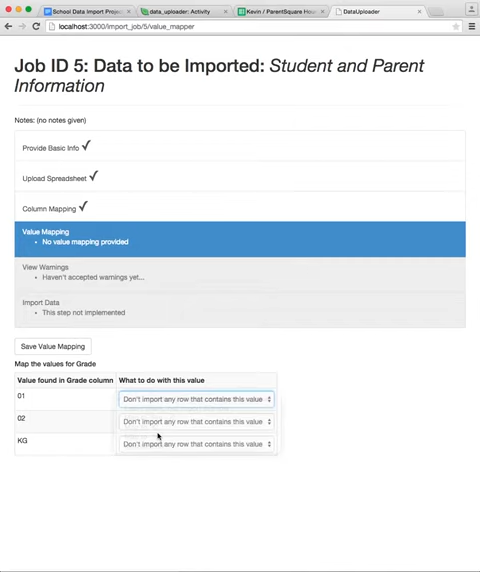 School Data Import Project
data_uploader: Activity
Kevin / ParentSquare Hou
DataUploader
localhost:3000/import_job/5/value_mapper
Job ID 5: Data to be Imported: Student and Parent
Information
Notes: (no notes given)
Provide Basic Info ✔
Upload Spreadsheet ✔
Column Mapping ✔
Value Mapping
• No value mapping provided
View Warnings
• Haven't accepted warnings yet...
Import Data
• This step not implemented
Save Value Mapping
Map the values for Grade
Value found in Grade column What to do with this value
01 Don't import any row that contains this value
02 Don't import any row that contains this value
KG Don't import any row that contains this value